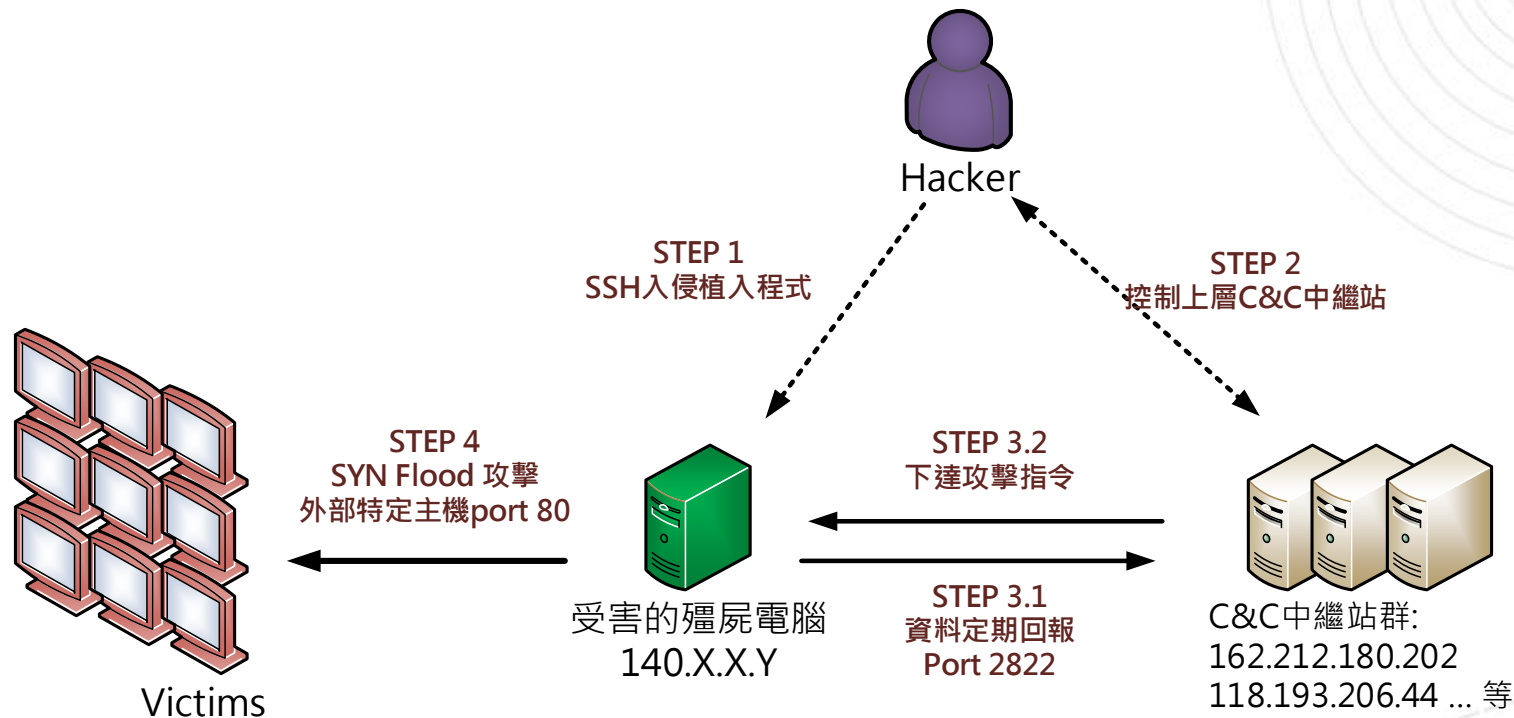 Hacker
STEP 1
SSH入侵植入程式
STEP 2
控制上層C&C中繼站
STEP 4
SYN Flood 攻擊
外部特定主機port 80
STEP 3.2
下達攻擊指令
STEP 3.1
資料定期回報
Port 2822
受害的殭屍電腦
140.X.X.Y
C&C中繼站群:
162.212.180.202
118.193.206.44 ... 等
Victims